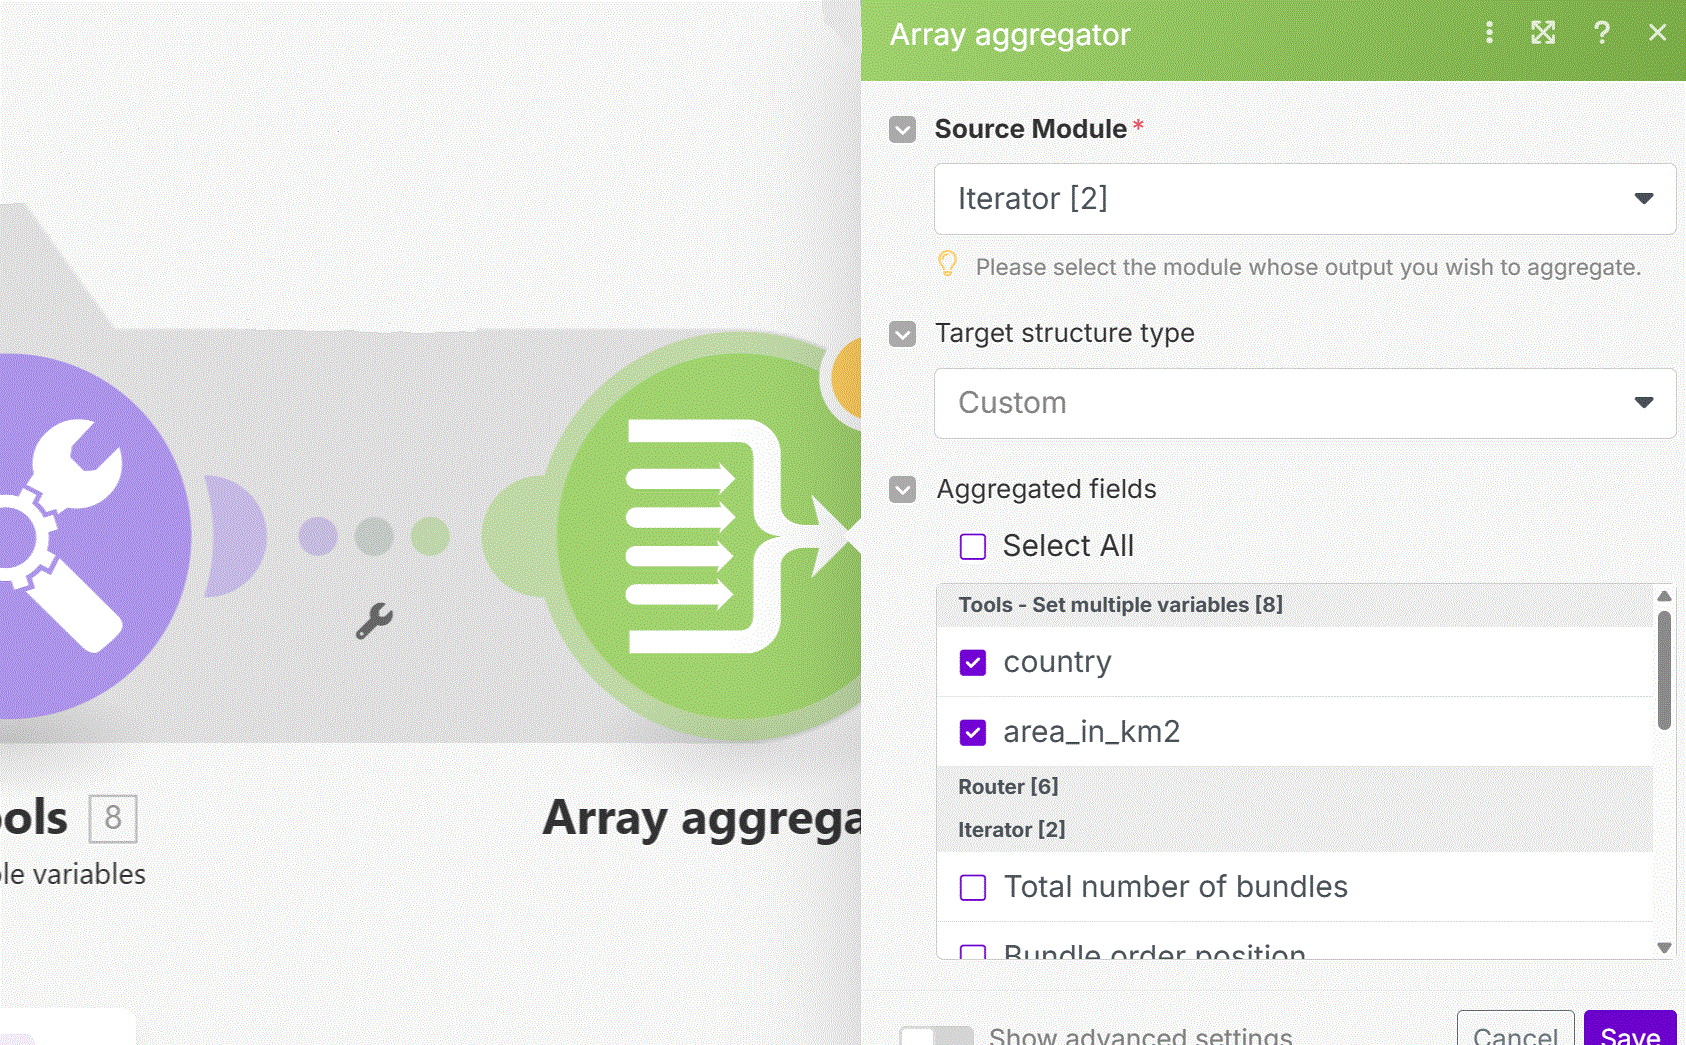 Array aggregator
?
Source Module *
Iterator [2]
Please select the module whose output you wish to aggregate.
Target structure type
Custom
Aggregated fields
Select All
Tools - Set multiple variables [8]
country
area_in_km2
Router [6]
Iterator [2]
Total number of bundles
Bundle order position
Show advanced settings
Cancel
Save
ools 8
le variables
Array aggrega